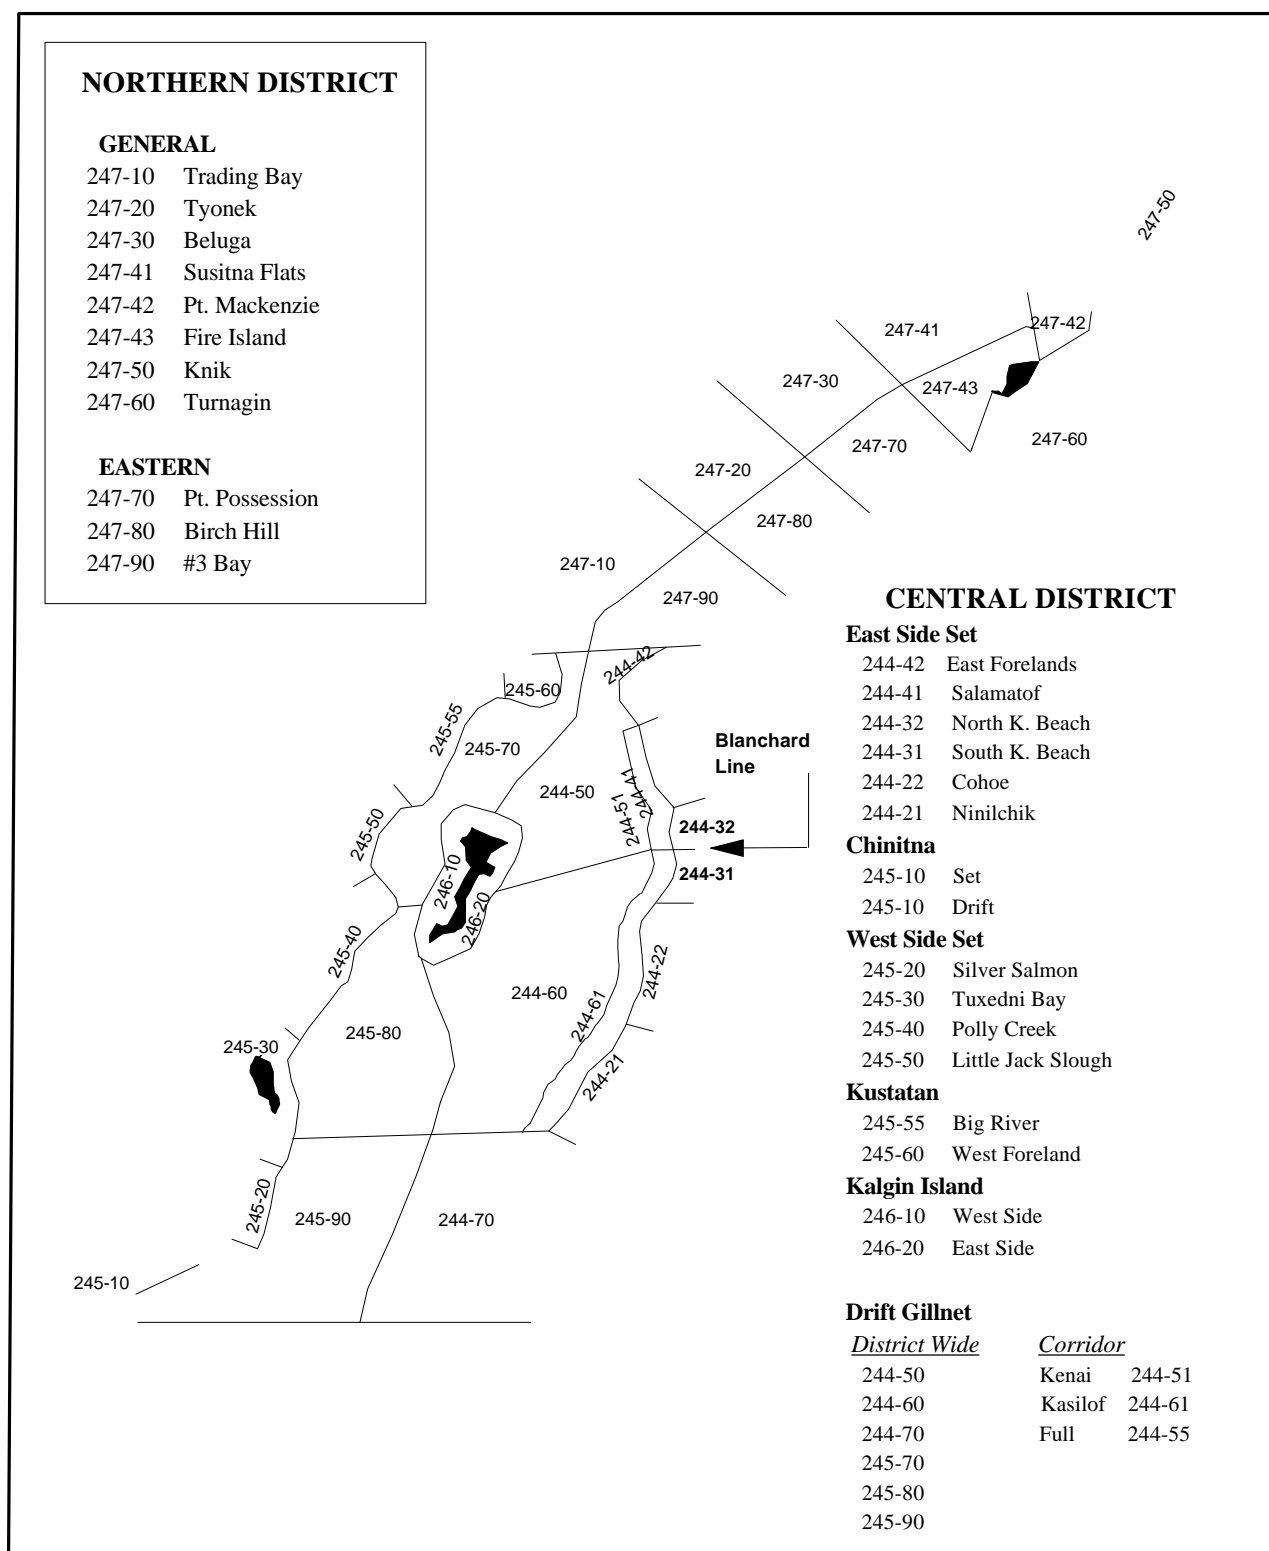 NORTHERN DISTRICT
GENERAL
247-10 Trading Bay
247-20 Tyonek
247-30 Beluga
247-41 Susitna Flats
247-42 Pt. Mackenzie
247-43 Fire Island
247-50 Knik
247-60 Turnagin
EASTERN
247-70 Pt. Possession
247-80 Birch Hill
247-90 #3 Bay
247-50
247-42
247-41
247-30
247-43
247-60
247-70
247-20
247-80
247-10
247-90
244-42
245-60
245-55
245-70
244-50
244-41
244-51
Blanchard
Line
244-32
244-31
245-50
246-10
246-20
245-40
244-60
244-61
244-22
245-80
245-30
244-21
245-20
245-90
244-70
245-10
CENTRAL DISTRICT
East Side Set
244-42 East Forelands
244-41 Salamatof
244-32 North K. Beach
244-31 South K. Beach
244-22 Cohoe
244-21 Ninilchik
Chinitna
245-10 Set
245-10 Drift
West Side Set
245-20 Silver Salmon
245-30 Tuxedni Bay
245-40 Polly Creek
245-50 Little Jack Slough
Kustatan
245-55 Big River
245-60 West Foreland
Kalgin Island
246-10 West Side
246-20 East Side
Drift Gillnet
District Wide Corridor
244-50 Kenai 244-51
244-60 Kasilof 244-61
244-70 Full 244-55
245-70
245-80
245-90